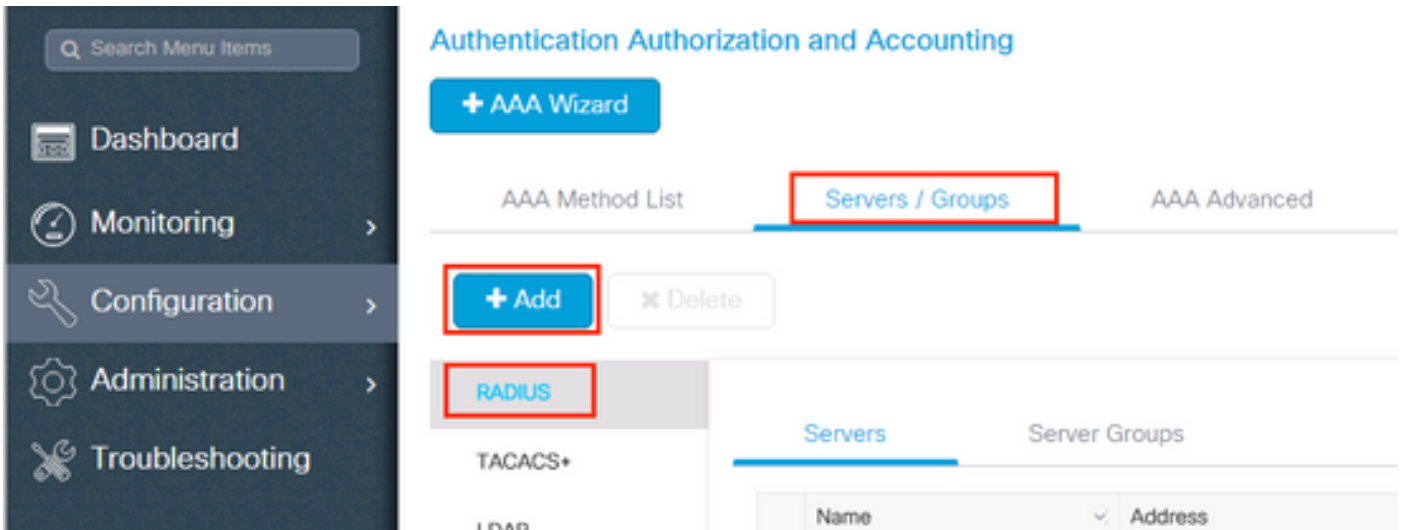 Search Menu Items
Dashboard
Monitoring
Configuration
Administration
Troubleshooting
Authentication Authorization and Accounting
+ AAA Wizard
AAA Method List
Servers / Groups
AAA Advanced
+ Add
✖ Delete
RADIUS
TACACS+
LDAP
Servers
Server Groups
Name
Address